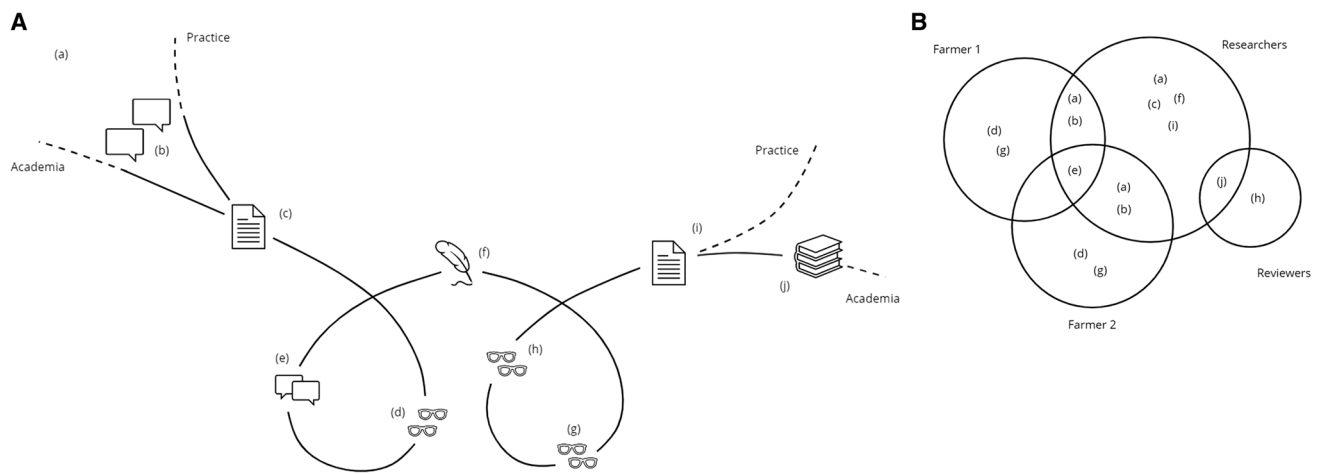 A
Practice
(a)
(b)
Academia
(c)
(f)
(e)
(d)
(g)
(h)
Practice
(i)
(j)
Academia
B
Farmer 1
Researchers
(a)
(c) (f)
(i)
(a)
(b)
(d)
(g)
(e)
(a)
(b)
(j)
(h)
(d)
(g)
Reviewers
Farmer 2